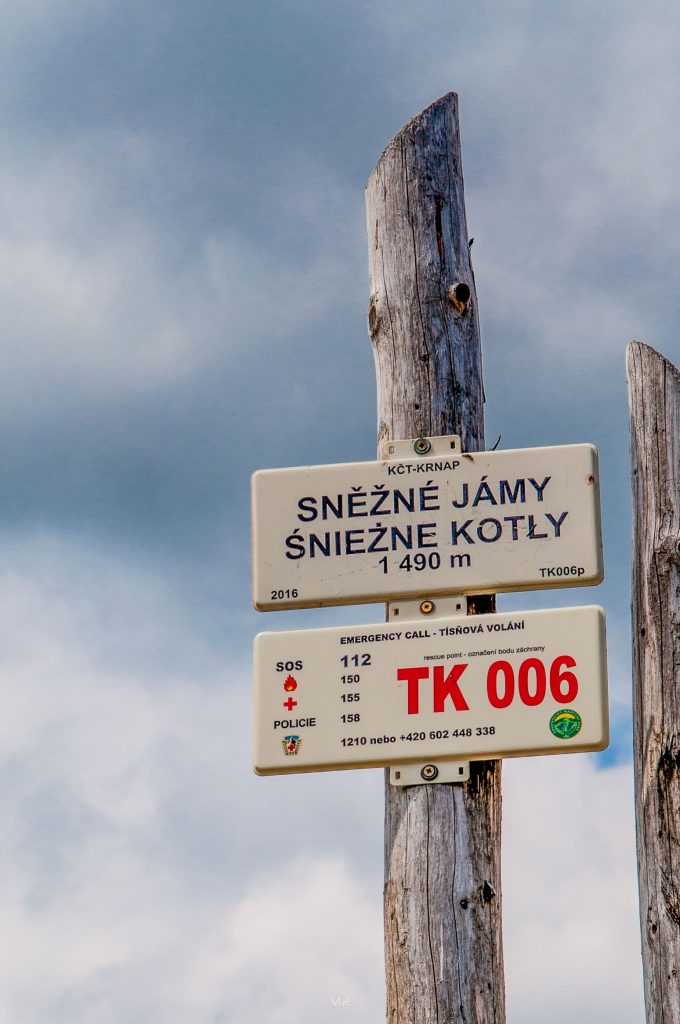 KČT-KRNAP
SNĚŽNÉ JÁMY
ŚNIEŻNE KOTŁY
1 490 m
2016 TK006p
EMERGENCY CALL - TÍSŇOVÁ VOLÁNÍ
rescue point - označení bodu záchrany
SOS 112
150
155
POLICIE 158
TK 006
1210 nebo +420 602 448 338